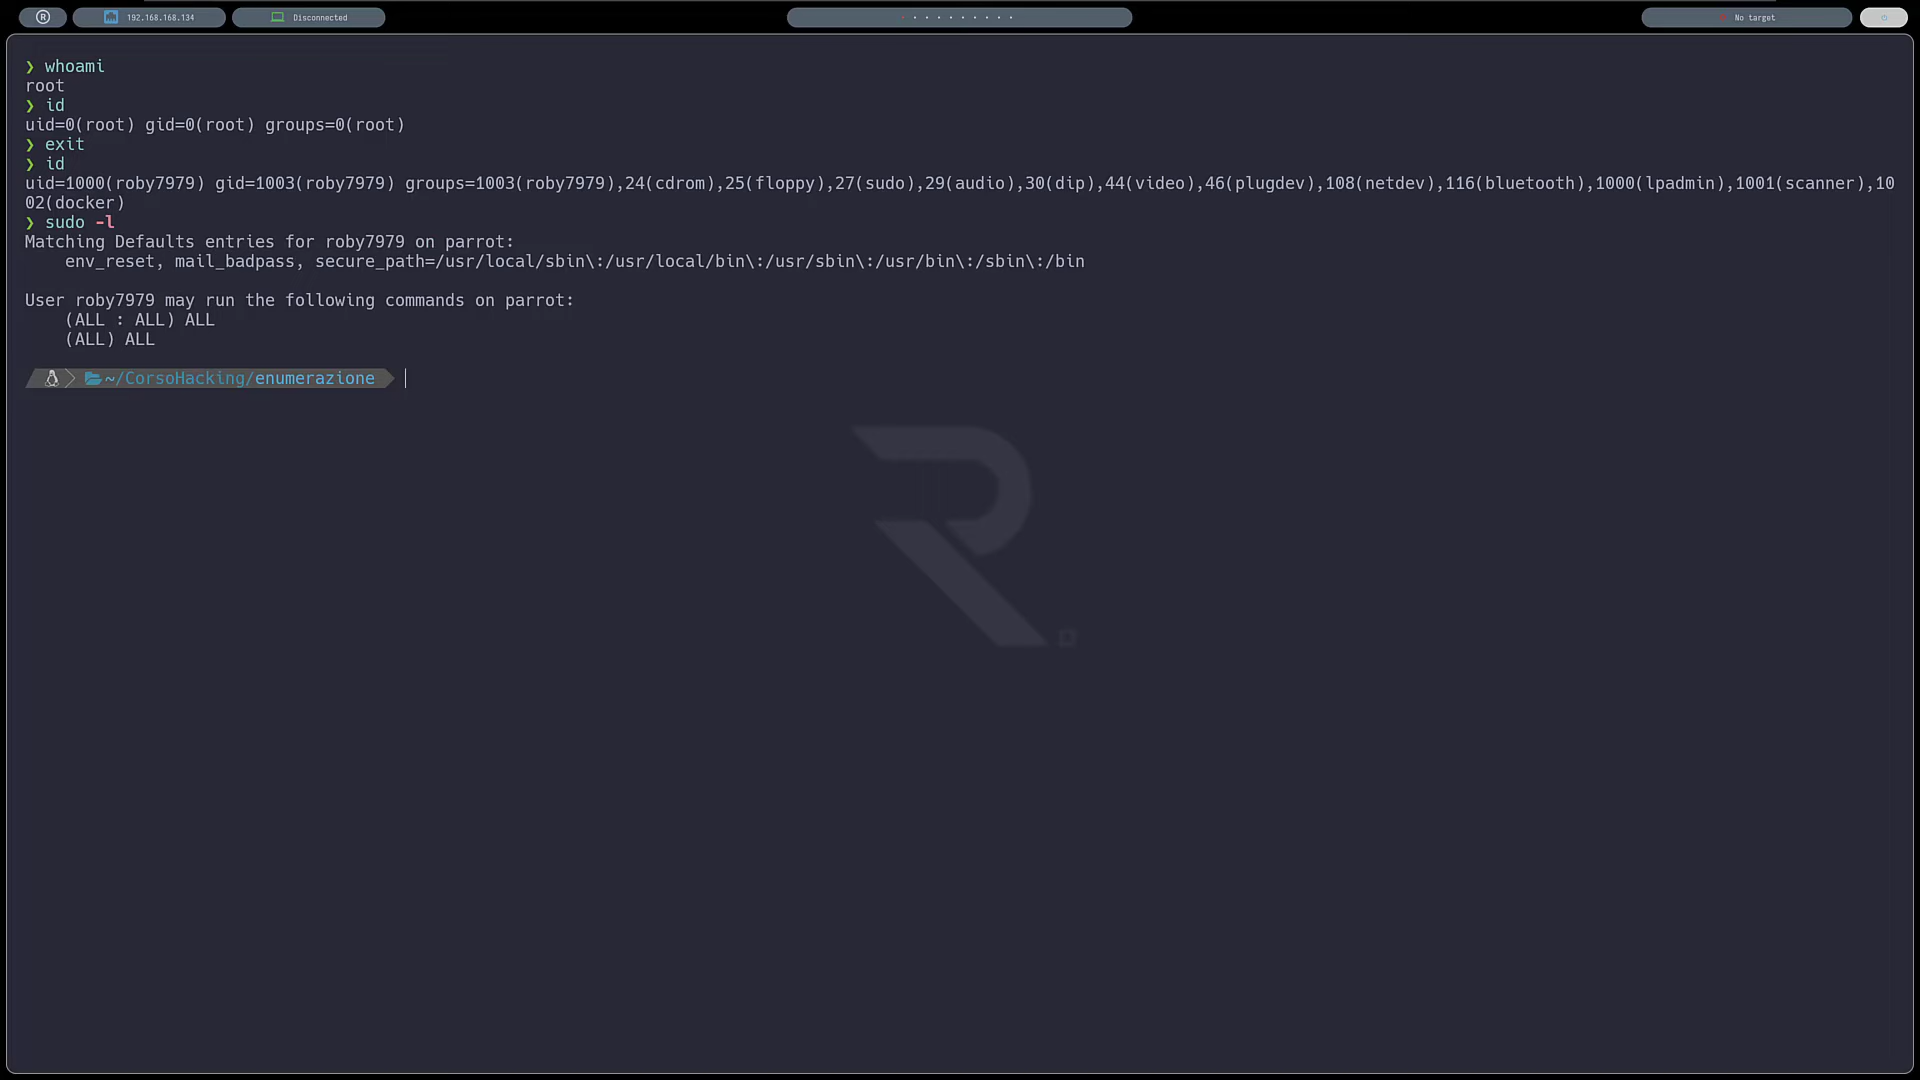 R 192.168.168.134 Disconnected No target
❯ whoami
root
❯ id
uid=0(root) gid=0(root) groups=0(root)
❯ exit
❯ id
uid=1000(roby7979) gid=1003(roby7979) groups=1003(roby7979),24(cdrom),25(floppy),27(sudo),29(audio),30(dip),44(video),46(plugdev),108(netdev),116(bluetooth),1000(lpadmin),1001(scanner),10
02(docker)
❯ sudo -l
Matching Defaults entries for roby7979 on parrot:
    env_reset, mail_badpass, secure_path=/usr/local/sbin\:/usr/local/bin\:/usr/sbin\:/usr/bin\:/sbin\:/bin
User roby7979 may run the following commands on parrot:
    (ALL : ALL) ALL
    (ALL) ALL
~/CorsoHacking/enumerazione
R